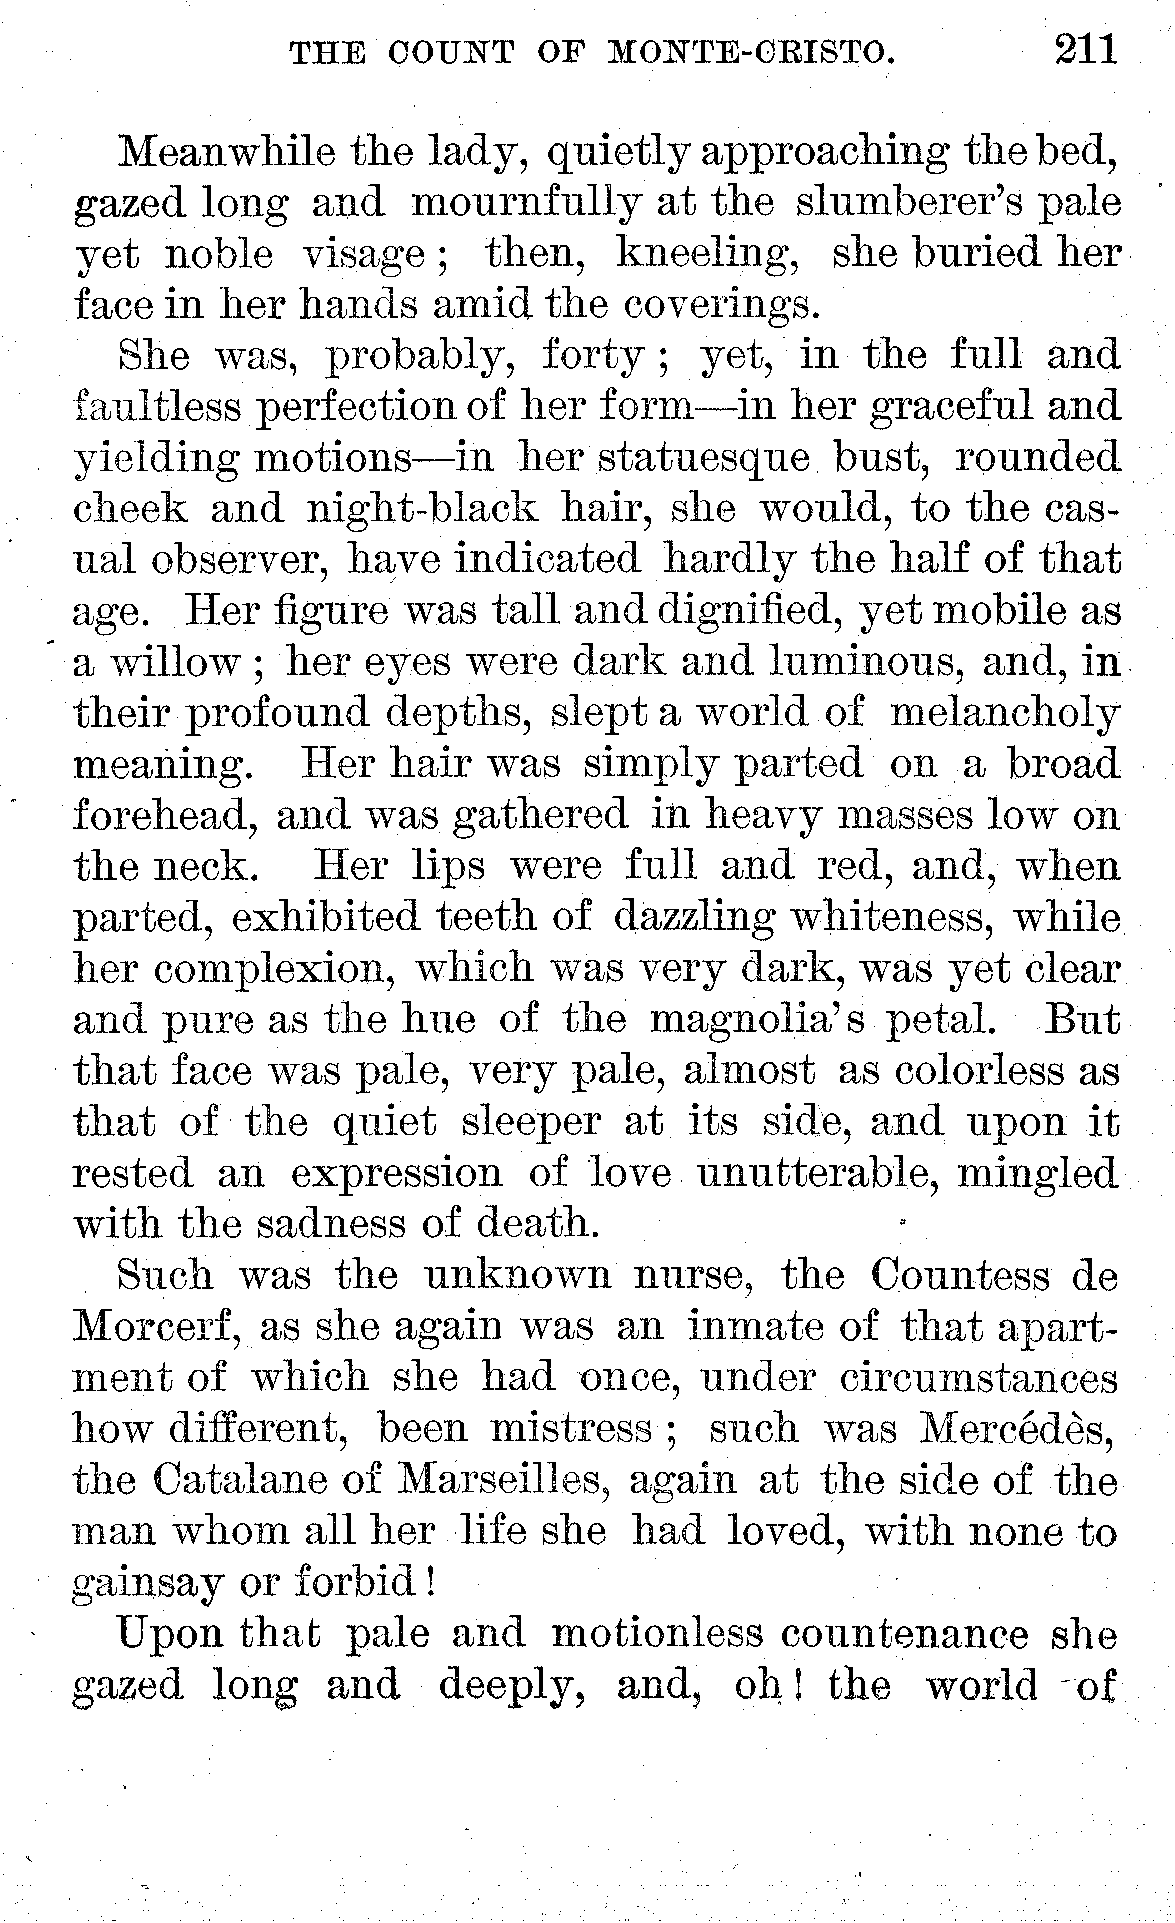 THE COUNT OF MONTE-CRISTO. 211
Meanwhile the lady, quietly approaching the bed,
gazed long and mournfully at the slumberer's pale
yet noble visage ; then, kneeling, she buried her
face in her hands amid the coverings.
She was, probably, forty ; yet, in the full and
faultless perfection of her form—in her graceful and
yielding motions—in her statuesque bust, rounded
cheek and night-black hair, she would, to the cas-
ual observer, have indicated hardly the half of that
age. Her figure was tall and dignified, yet mobile as
a willow ; her eyes were dark and luminous, and, in
their profound depths, slept a world of melancholy
meaning. Her hair was simply parted on a broad
forehead, and was gathered in heavy masses low on
the neck. Her lips were full and red, and, when
parted, exhibited teeth of dazzling whiteness, while
her complexion, which was very dark, was yet clear
and pure as the hue of the magnolia's petal. But
that face was pale, very pale, almost as colorless as
that of the quiet sleeper at its side, and upon it
rested an expression of love unutterable, mingled
with the sadness of death.
Such was the unknown nurse, the Countess de
Morcerf, as she again was an inmate of that apart-
ment of which she had once, under circumstances
how different, been mistress ; such was Mercédès,
the Catalane of Marseilles, again at the side of the
man whom all her life she had loved, with none to
gainsay or forbid !
Upon that pale and motionless countenance she
gazed long and deeply, and, oh ! the world of